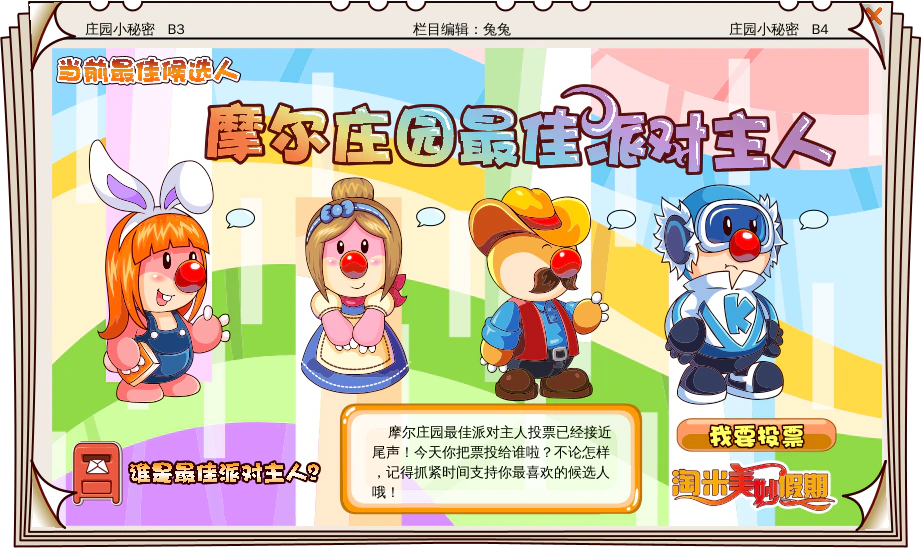 庄园小秘密 B3
栏目编辑：兔兔
庄园小秘密 B4
当前最佳候选人
摩尔庄园最佳派对主人
K
摩尔庄园最佳派对主人投票已经接近
尾声！今天你把票投给谁啦？不论怎样
，记得抓紧时间支持你最喜欢的候选人
哦！
我要投票
谁是最佳派对主人?
淘米美妙假期